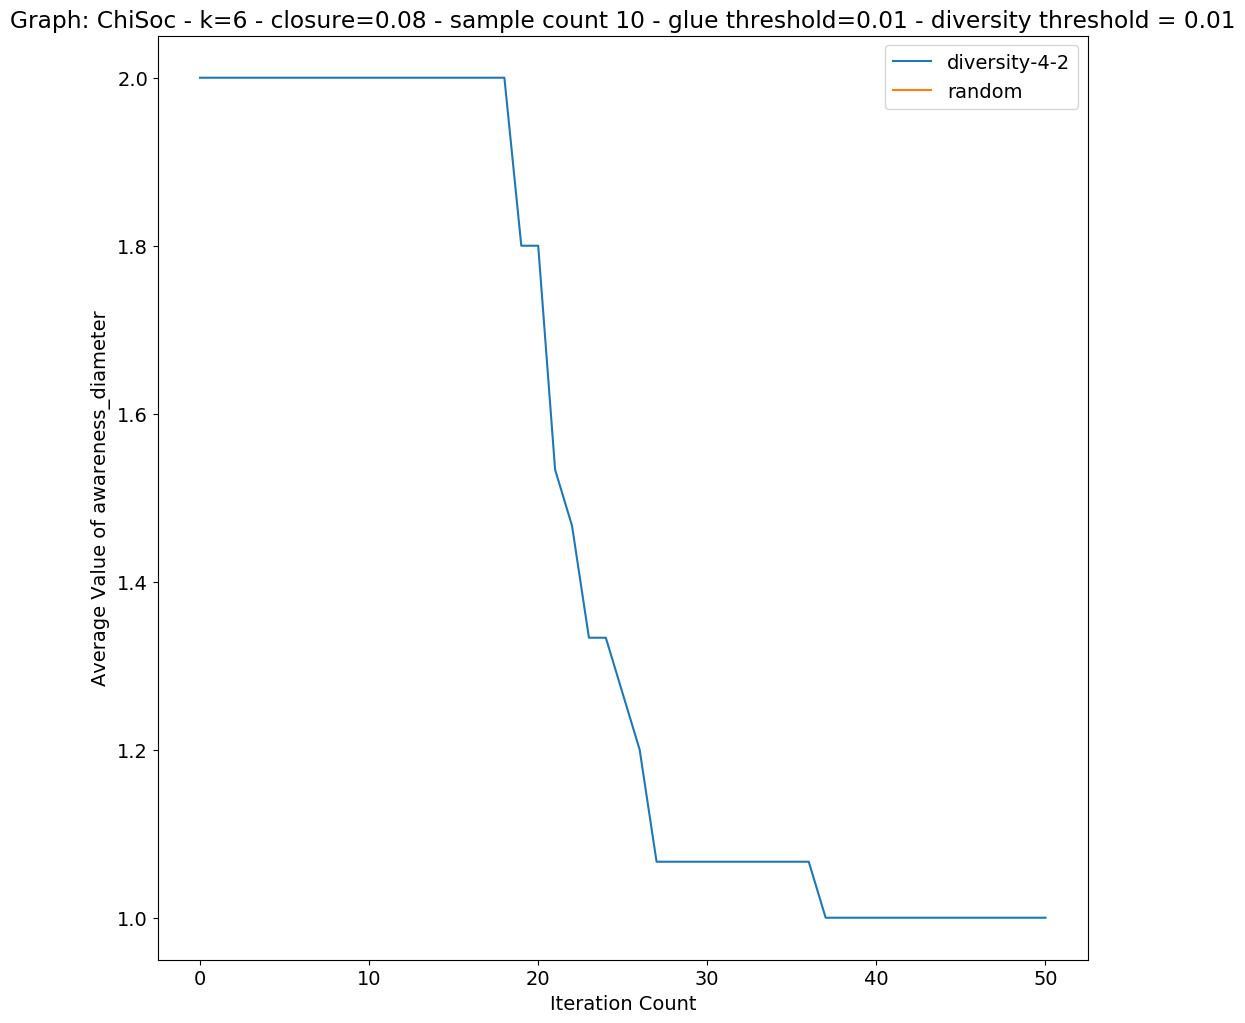 Graph: ChiSoc - k=6 - closure=0.08 - sample count 10 - glue threshold=0.01 - diversity threshold = 0.01
diversity-4-2
random
Average Value of awareness_diameter
2.0
1.8
1.6
1.4
1.2
1.0
0 10 20 30 40 50
Iteration Count